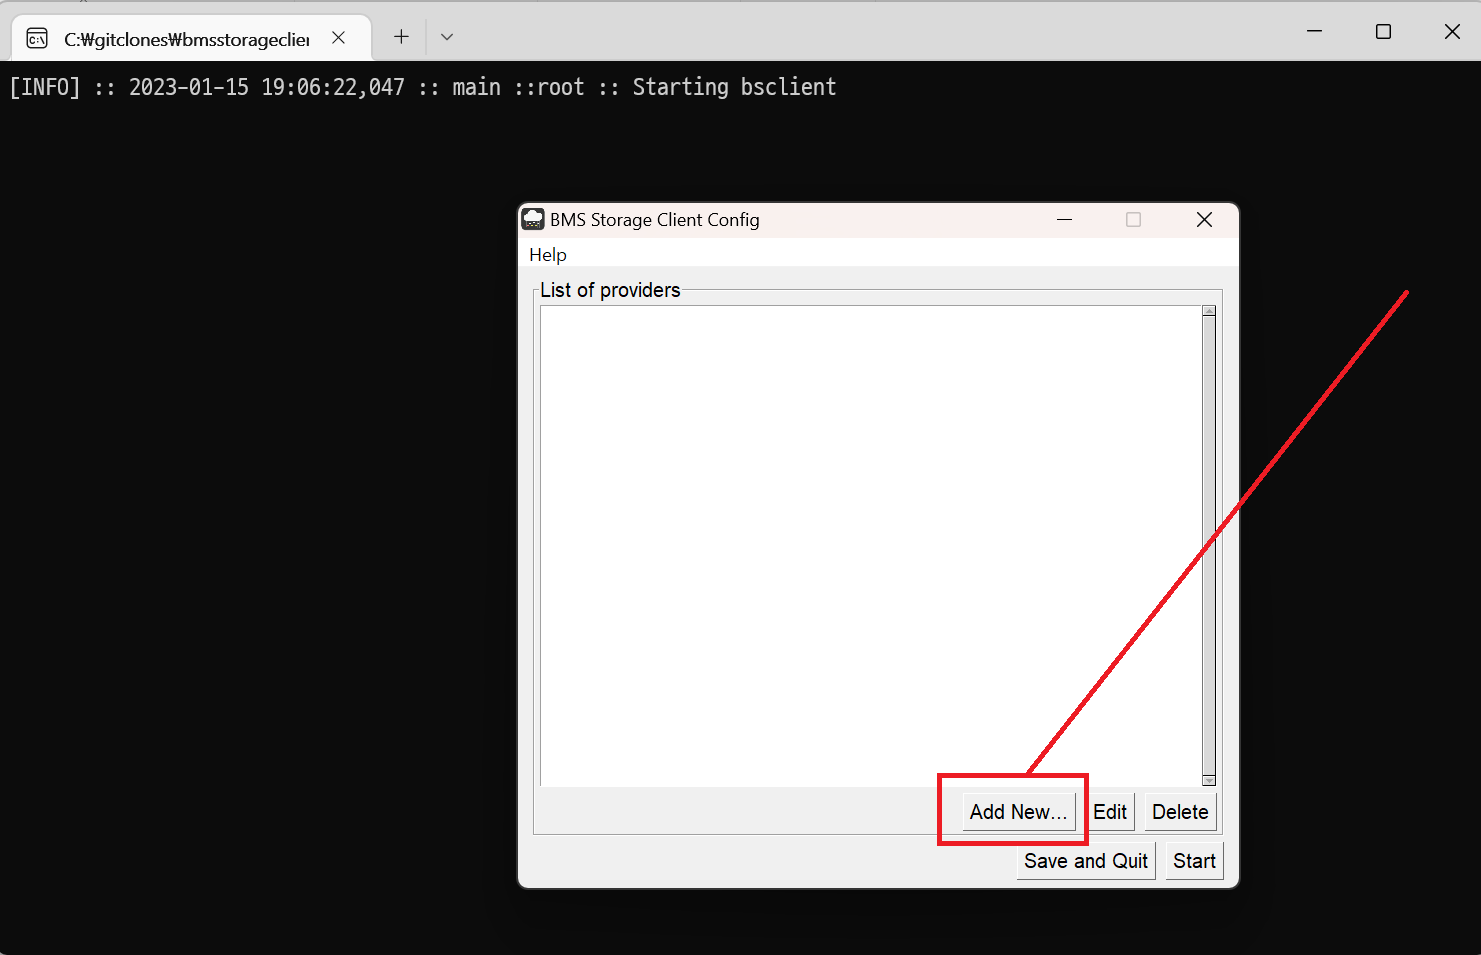 C:₩gitclones₩bmsstorageclier
[INFO] :: 2023-01-15 19:06:22,047 :: main ::root :: Starting bsclient
BMS Storage Client Config
Help
List of providers
Add New... Edit Delete
Save and Quit Start